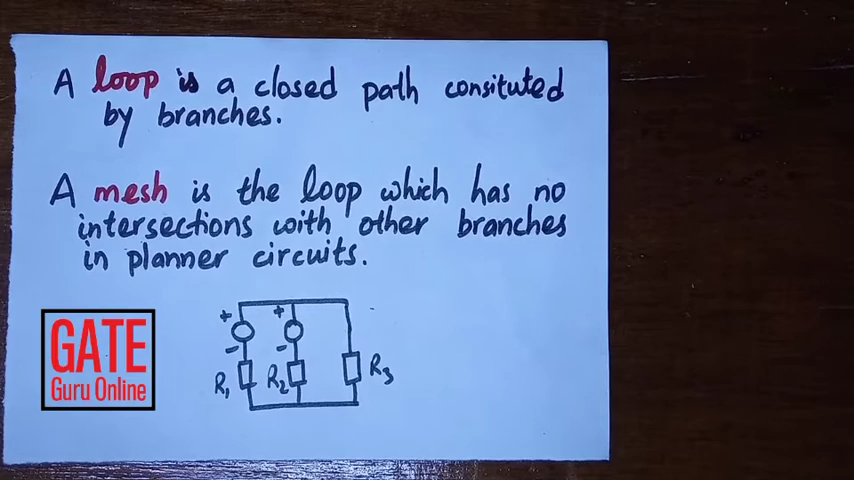 A loop is a closed path consituted
by branches.
A mesh is the loop which has no
intersections with other branches
in planner circuits.
+ +
- -
R1 R2 R3
GATE
Guru Online